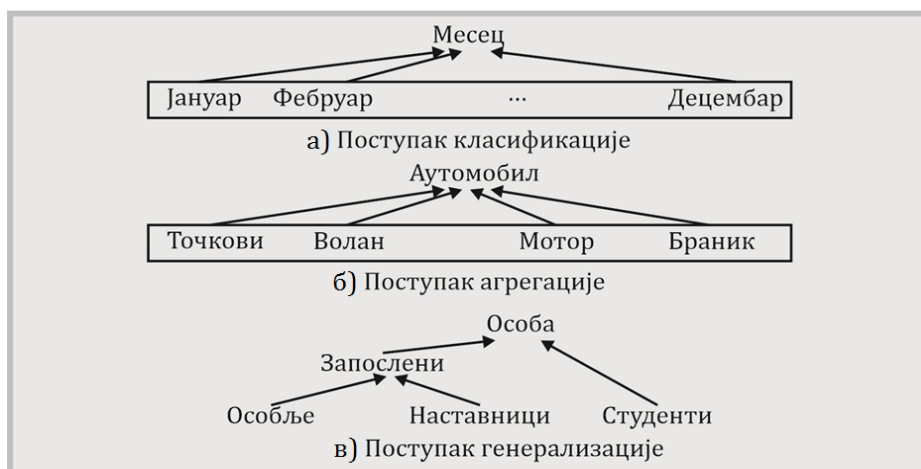 Месец
Јануар Фебруар ... Децембар
а) Поступак класификације
Аутомобил
Точкови Волан Мотор Браник
б) Поступак агрегације
Особа
Запослени
Особље Наставници Студенти
в) Поступак генерализације